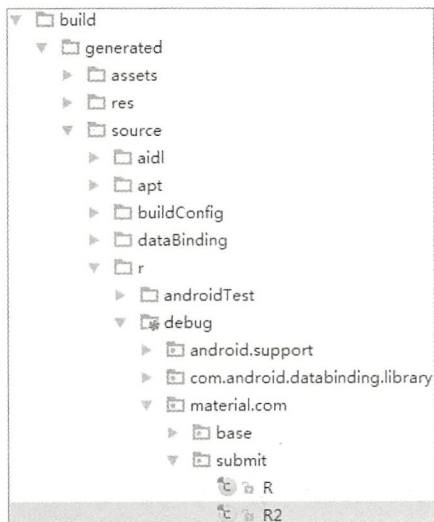 build
generated
assets
res
source
aidl
apt
buildConfig
dataBinding
r
androidTest
debug
android.support
com.android.databinding.library
material.com
base
submit
R
R2